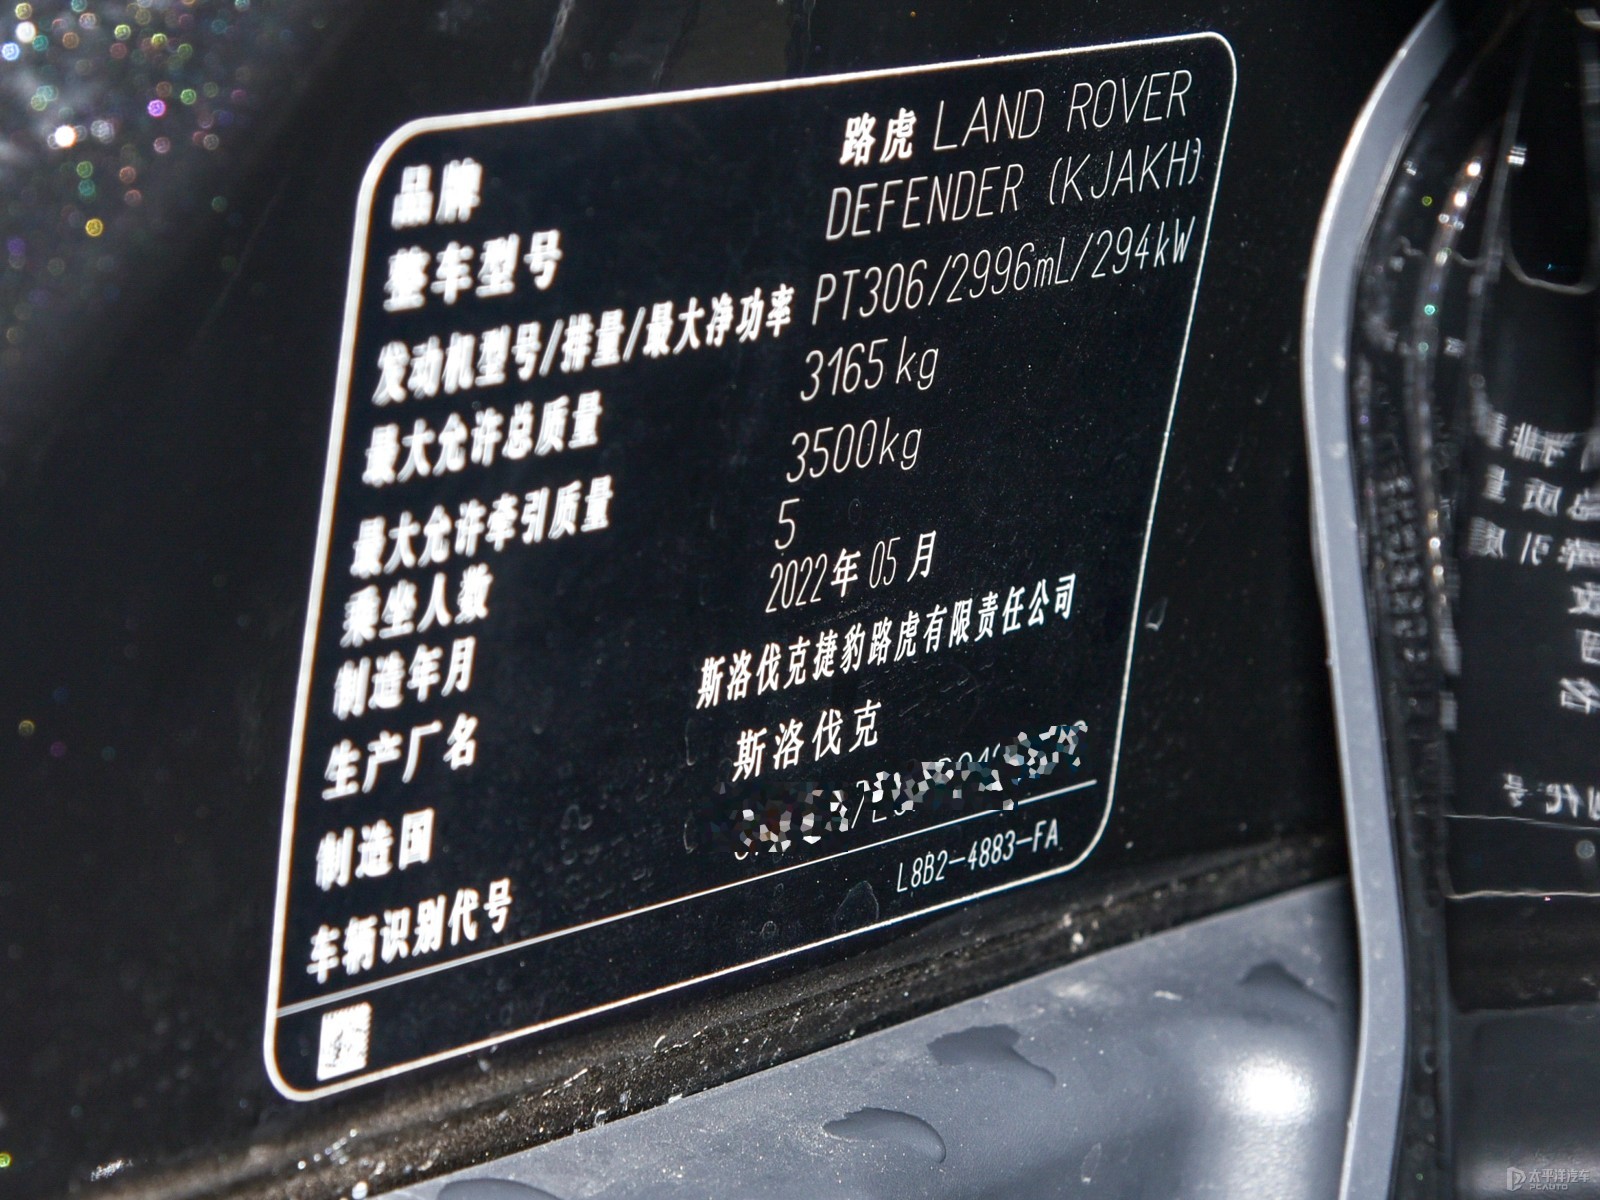 品牌 路虎 LAND ROVER
整车型号 DEFENDER (KJAKH)
发动机型号/排量/最大净功率 PT306/2996mL/294kW
最大允许总质量 3165 kg
最大允许牵引质量 3500kg
乘坐人数 5
制造年月 2022年 05 月
生产厂名 斯洛伐克捷豹路虎有限责任公司
制造国 斯洛伐克
车辆识别代号
L8B2-4883-FA
太平洋汽车
PCAUTO